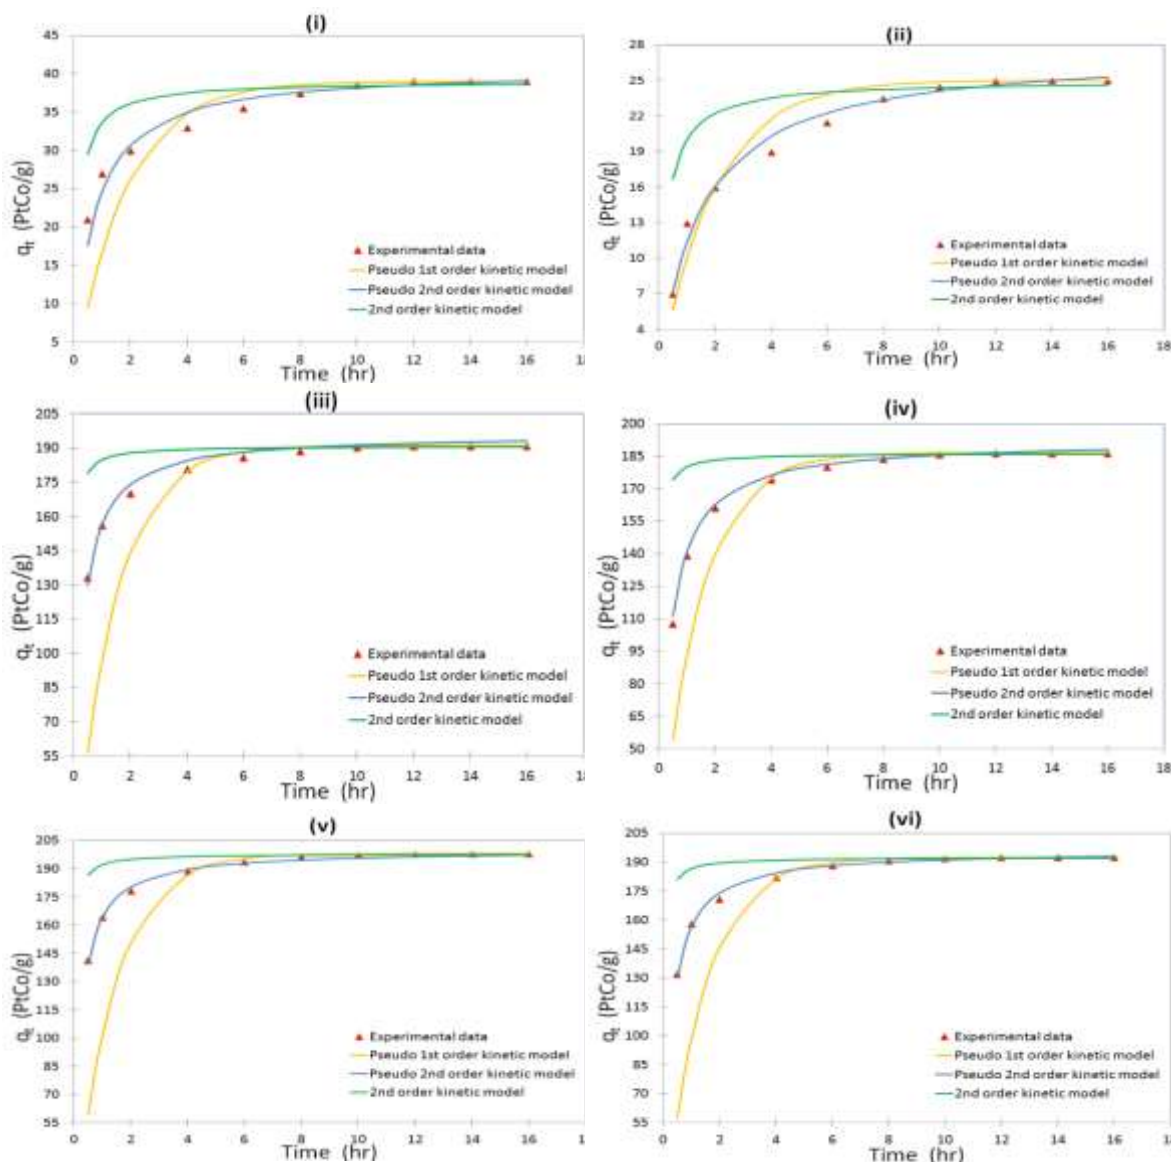 (i)
45
40
35
30
25
20
15
10
5
qt (PtCo/g)
Experimental data
Pseudo 1st order kinetic model
Pseudo 2nd order kinetic model
2nd order kinetic model
0 2 4 6 8 10 12 14 16 18
Time (hr)
(ii)
28
25
22
19
16
13
10
7
4
qt (PtCo/g)
Experimental data
Pseudo 1st order kinetic model
Pseudo 2nd order kinetic model
2nd order kinetic model
0 2 4 6 8 10 12 14 16 18
Time (hr)
(iii)
205
190
175
160
145
130
115
100
85
70
55
qt (PtCo/g)
Experimental data
Pseudo 1st order kinetic model
Pseudo 2nd order kinetic model
2nd order kinetic model
0 2 4 6 8 10 12 14 16 18
Time (hr)
(iv)
200
185
170
155
140
125
110
95
80
65
50
qt (PtCo/g)
Experimental data
Pseudo 1st order kinetic model
Pseudo 2nd order kinetic model
2nd order kinetic model
0 2 4 6 8 10 12 14 16 18
Time (hr)
(v)
205
190
175
160
145
130
115
100
85
70
55
qt (PtCo/g)
Experimental data
Pseudo 1st order kinetic model
Pseudo 2nd order kinetic model
2nd order kinetic model
0 2 4 6 8 10 12 14 16 18
Time (hr)
(vi)
205
190
175
160
145
130
115
100
85
70
55
qt (PtCo/g)
Experimental data
Pseudo 1st order kinetic model
Pseudo 2nd order kinetic model
2nd order kinetic model
0 2 4 6 8 10 12 14 16 18
Time (hr)